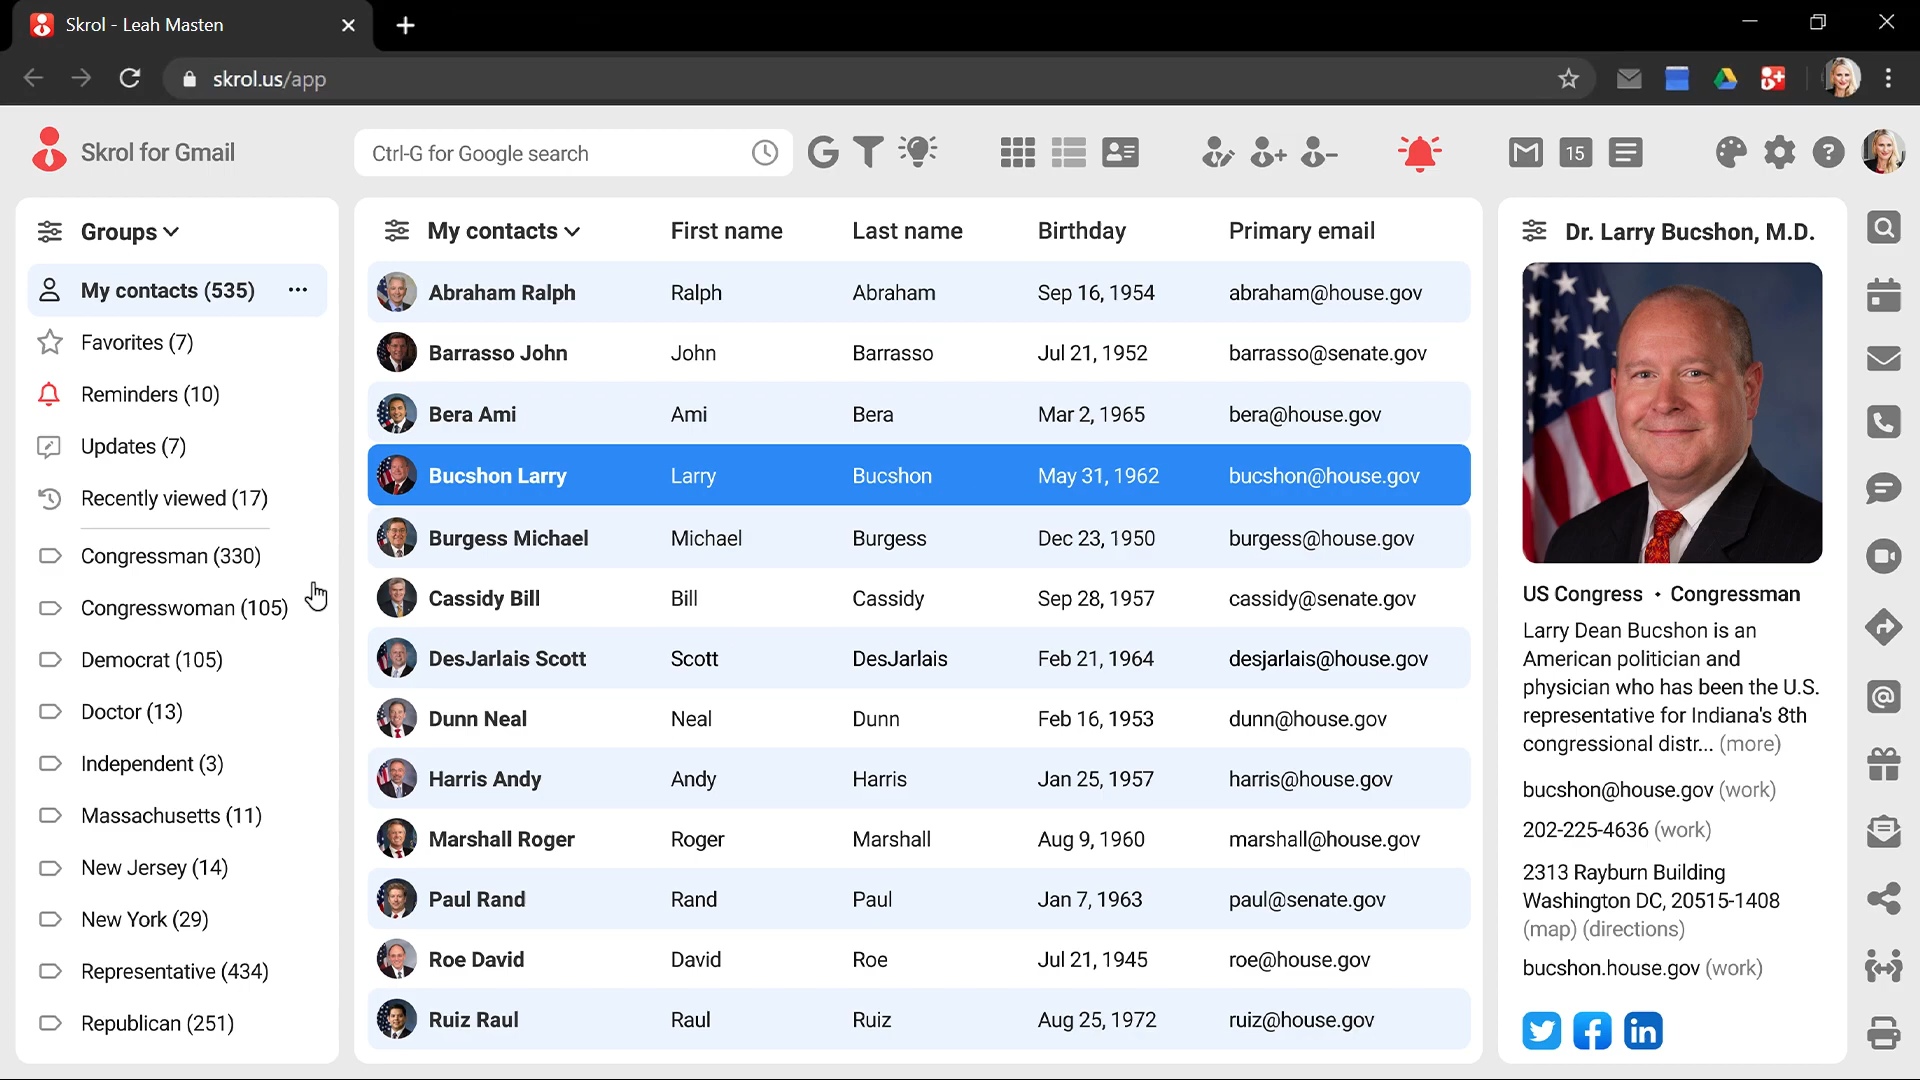 Skrol - Leah Masten
skrol.us/app
Skrol for Gmail
Ctrl-G for Google search
15
Groups
My contacts (535)
Favorites (7)
Reminders (10)
Updates (7)
Recently viewed (17)
Congressman (330)
Congresswoman (105)
Democrat (105)
Doctor (13)
Independent (3)
Massachusetts (11)
New Jersey (14)
New York (29)
Representative (434)
Republican (251)
My contacts First name Last name Birthday Primary email
Abraham Ralph Ralph Abraham Sep 16, 1954 abraham@house.gov
Barrasso John John Barrasso Jul 21, 1952 barrasso@senate.gov
Bera Ami Ami Bera Mar 2, 1965 bera@house.gov
Bucshon Larry Larry Bucshon May 31, 1962 bucshon@house.gov
Burgess Michael Michael Burgess Dec 23, 1950 burgess@house.gov
Cassidy Bill Bill Cassidy Sep 28, 1957 cassidy@senate.gov
DesJarlais Scott Scott DesJarlais Feb 21, 1964 desjarlais@house.gov
Dunn Neal Neal Dunn Feb 16, 1953 dunn@house.gov
Harris Andy Andy Harris Jan 25, 1957 harris@house.gov
Marshall Roger Roger Marshall Aug 9, 1960 marshall@house.gov
Paul Rand Rand Paul Jan 7, 1963 paul@senate.gov
Roe David David Roe Jul 21, 1945 roe@house.gov
Ruiz Raul Raul Ruiz Aug 25, 1972 ruiz@house.gov
Dr. Larry Bucshon, M.D.
US Congress • Congressman
Larry Dean Bucshon is an
American politician and
physician who has been the U.S.
representative for Indiana's 8th
congressional distr... (more)
bucshon@house.gov (work)
202-225-4636 (work)
2313 Rayburn Building
Washington DC, 20515-1408
(map) (directions)
bucshon.house.gov (work)